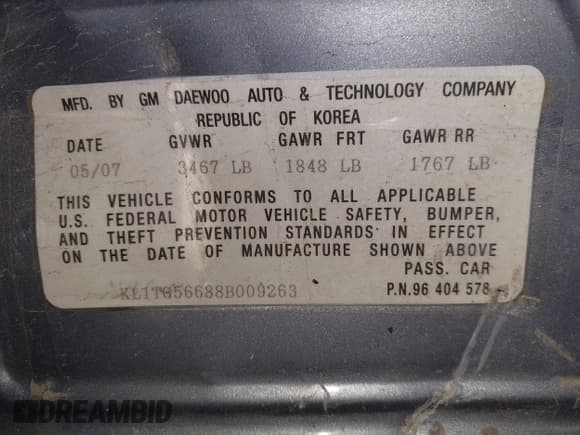 MFD. BY GM DAEWOO AUTO & TECHNOLOGY COMPANY
REPUBLIC OF KOREA
DATE GVWR GAWR FRT GAWR RR
05/07 3467 LB 1848 LB 1767 LB
THIS VEHICLE CONFORMS TO ALL APPLICABLE
U.S. FEDERAL MOTOR VEHICLE SAFETY, BUMPER,
AND THEFT PREVENTION STANDARDS IN EFFECT
ON THE DATE OF MANUFACTURE SHOWN ABOVE
PASS. CAR
KL1TG56688B009263 P.N.96 404 578
DREAMBID